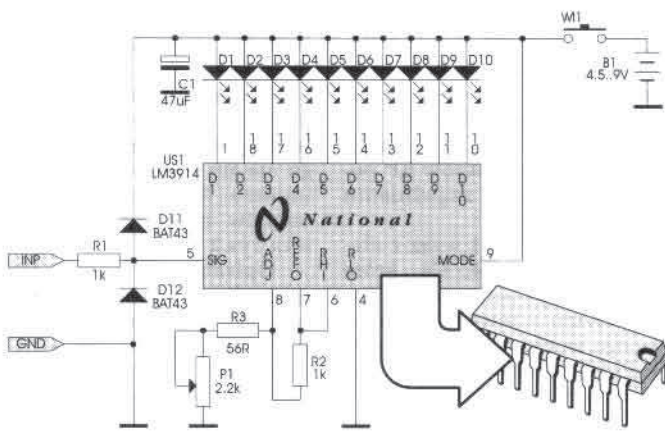 WŁ1
B1
4.5..9V
C1
47uF
D1 D2 D3 D4 D5 D6 D7 D8 D9 D10
1 18 17 16 15 14 13 12 11 10
US1
LM3914
D1 D2 D3 D4 D5 D6 D7 D8 D9 D10
National
D11
BAT43
INP
R1
1k
5
SIG
ADJ REFO RHI RLO
MODE
9
D12
BAT43
8 7 6 4
GND
R3
56R
P1
2.2k
R2
1k